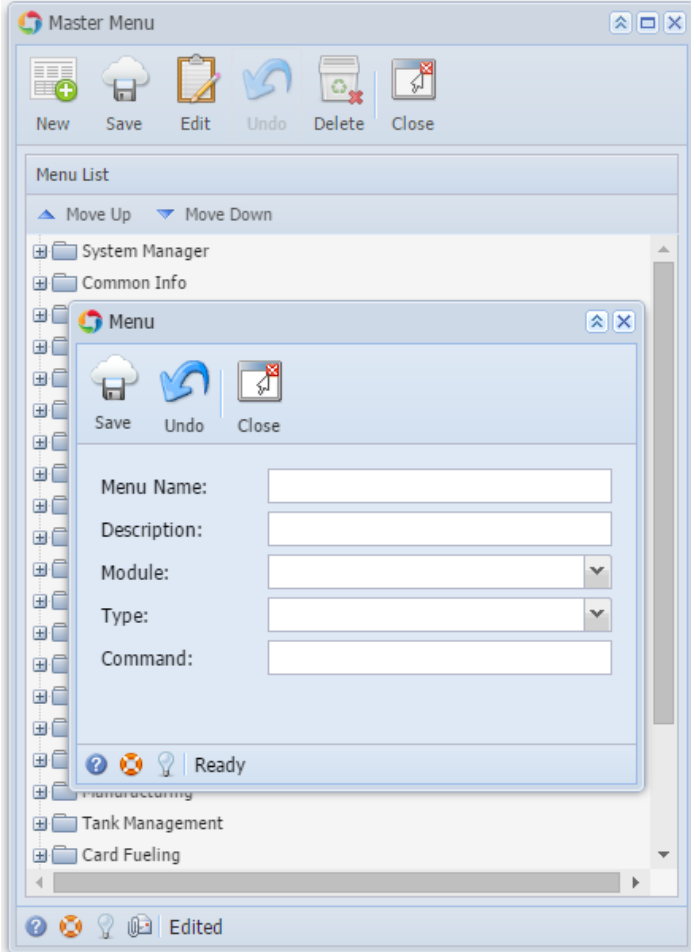 Master Menu
New Save Edit Undo Delete Close
Menu List
Move Up Move Down
System Manager
Common Info
Menu
Save Undo Close
Menu Name:
Description:
Module:
Type:
Command:
Ready
Manufacturing
Tank Management
Card Fueling
Edited